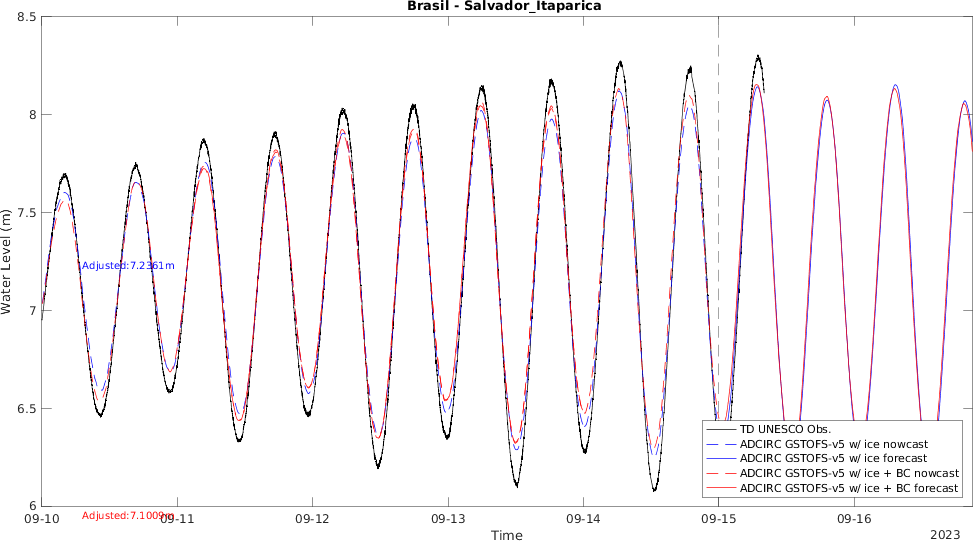 Brasil - Salvador_Itaparica
8.5
8
7.5
7
6.5
6
Water Level (m)
Adjusted:7.2361m
Adjusted:7.1009m
TD UNESCO Obs.
ADCIRC GSTOFS-v5 w/ ice nowcast
ADCIRC GSTOFS-v5 w/ ice forecast
ADCIRC GSTOFS-v5 w/ ice + BC nowcast
ADCIRC GSTOFS-v5 w/ ice + BC forecast
09-10 09-11 09-12 09-13 09-14 09-15 09-16
Time
2023